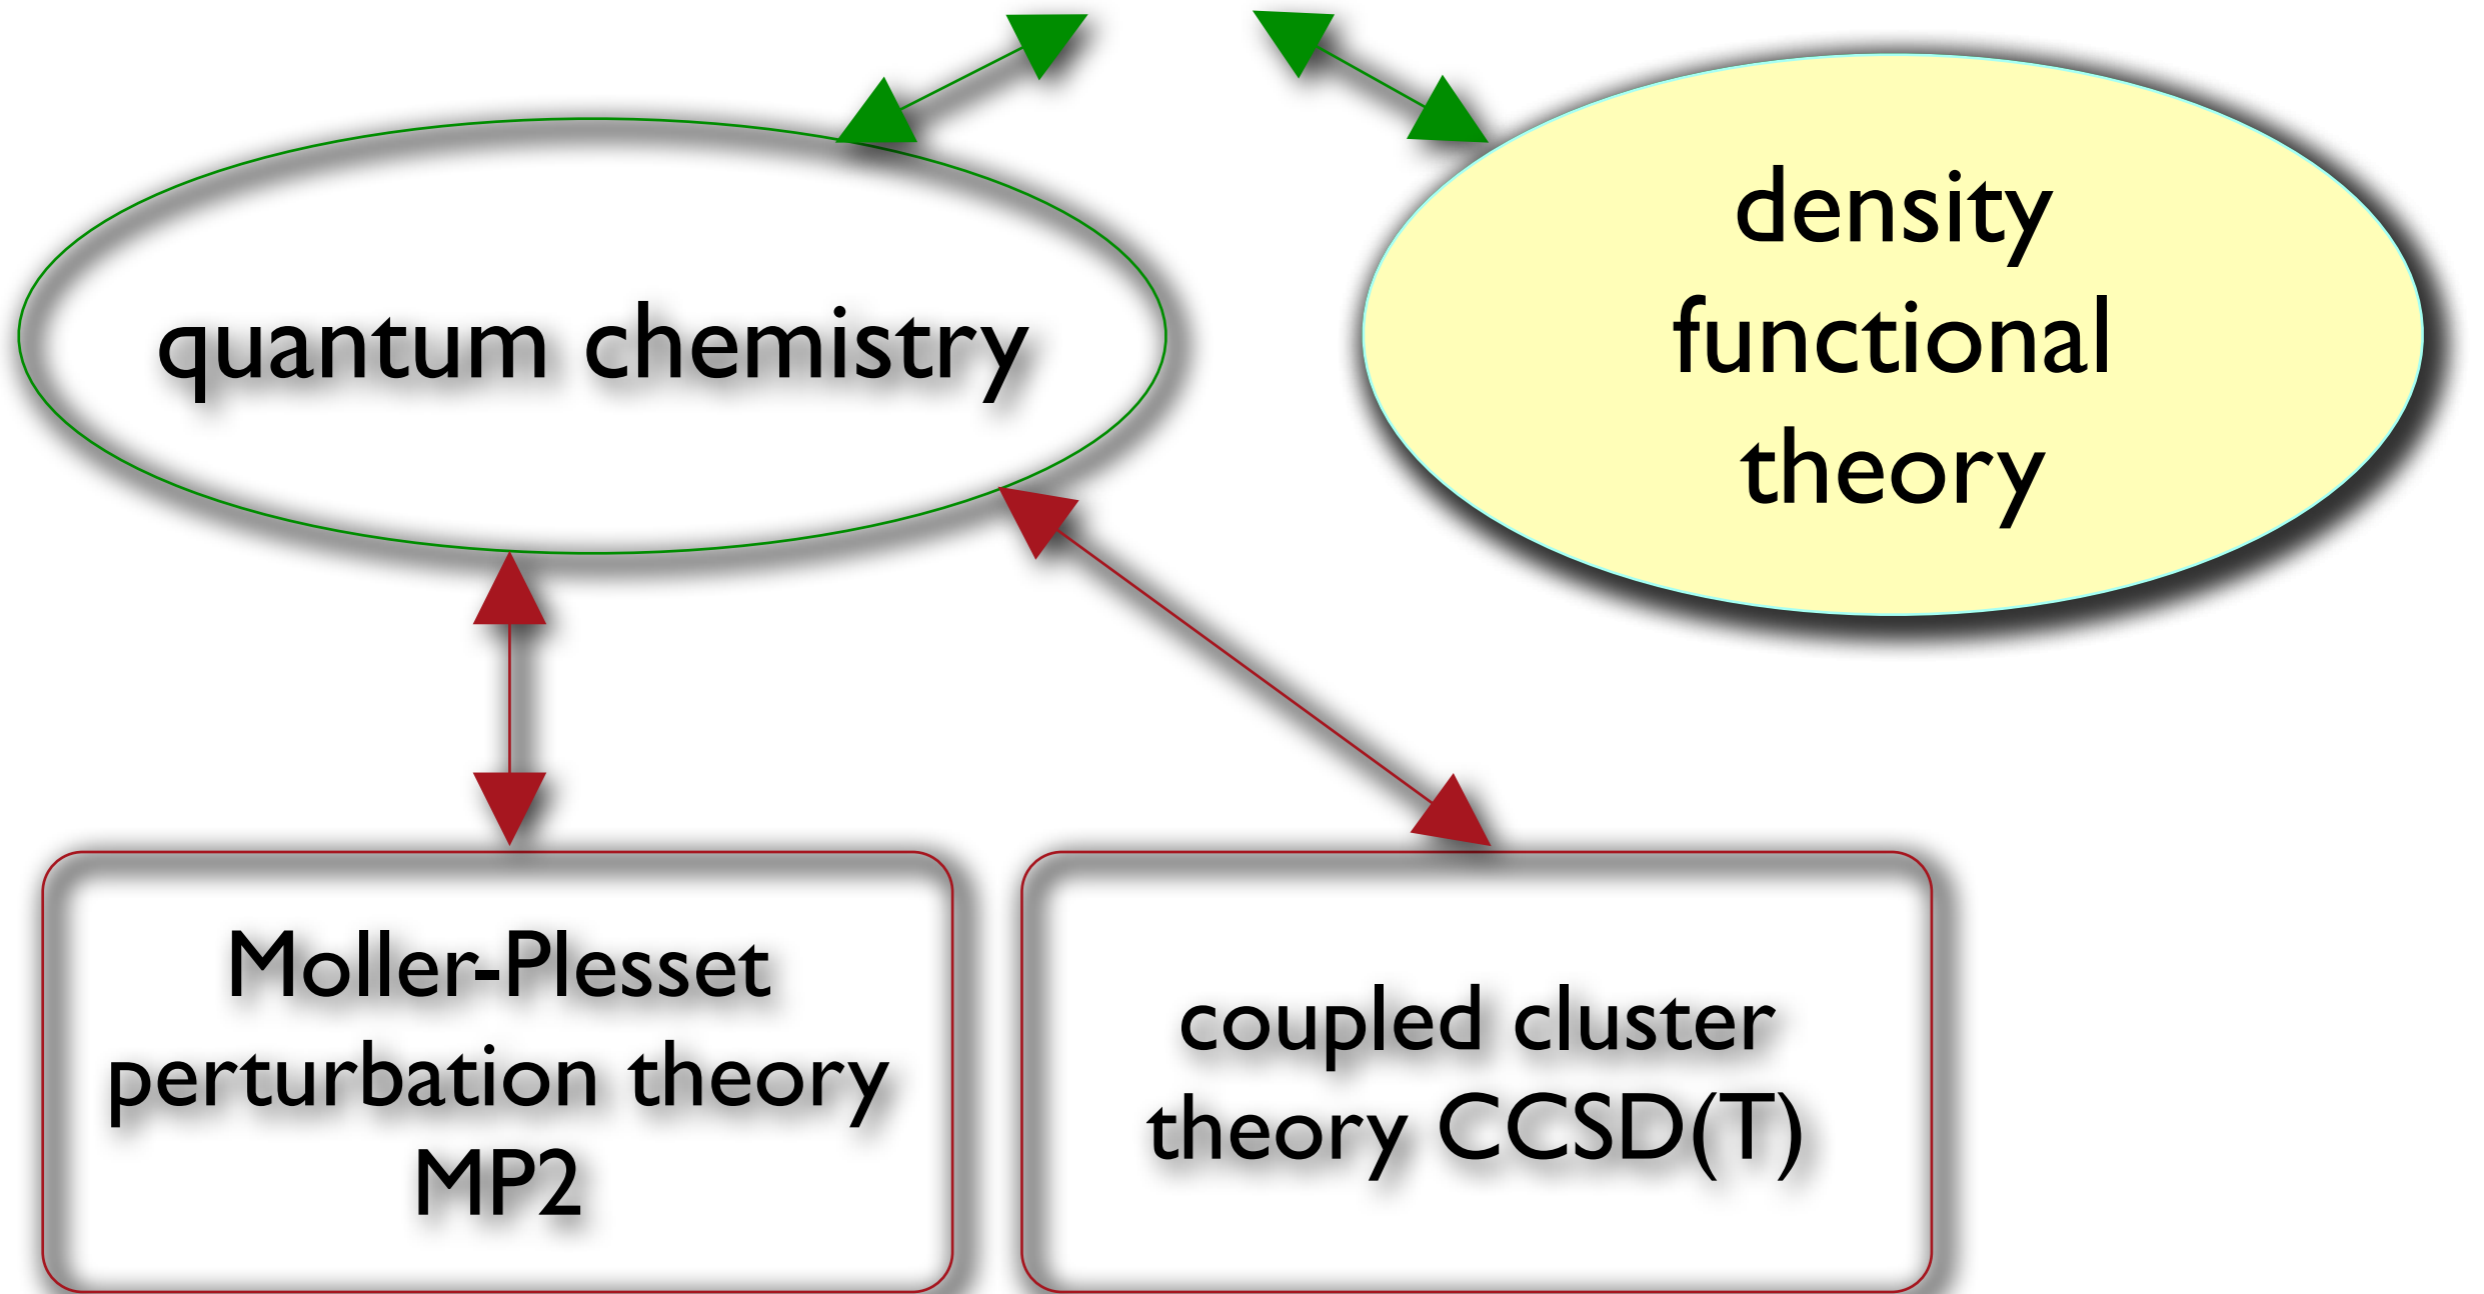 quantum chemistry
density
functional
theory
Moller-Plesset
perturbation theory
MP2
coupled cluster
theory CCSD(T)